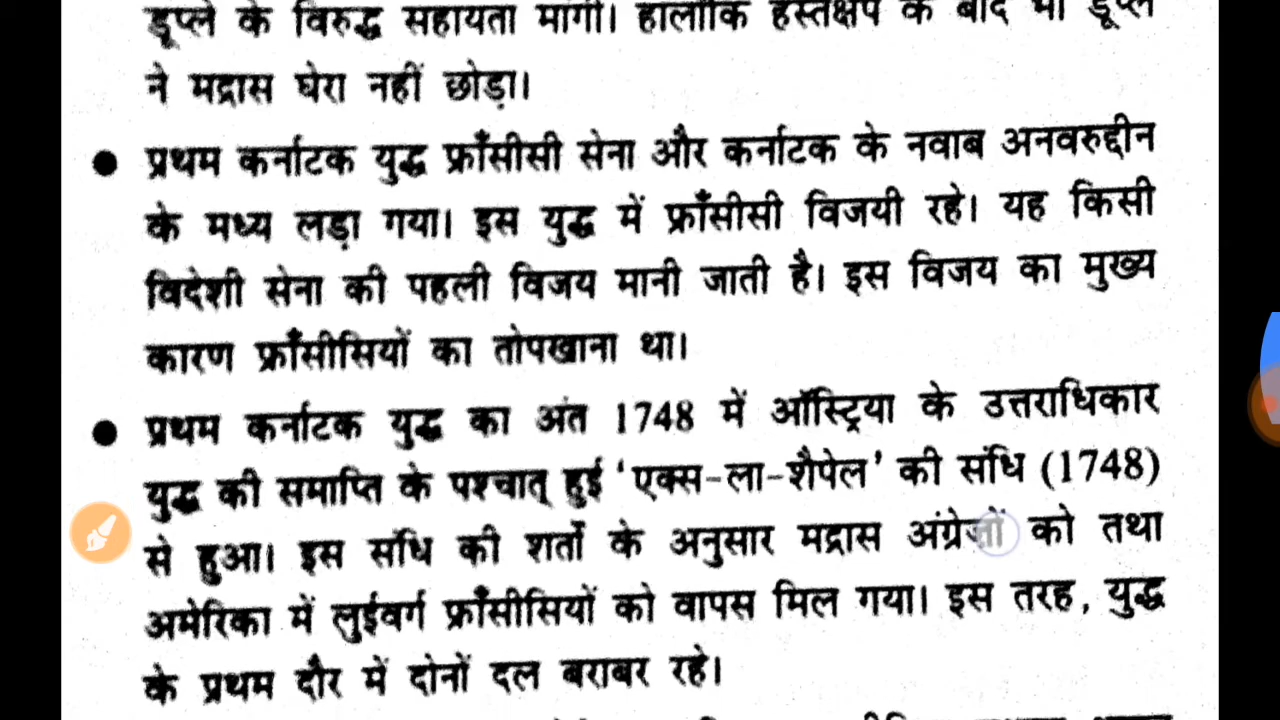 डूप्ले के विरुद्ध सहायता मांगी। हालाँकि हस्तक्षेप के बाद भी डूप्ले
ने मद्रास घेरा नहीं छोड़ा।
● प्रथम कर्नाटक युद्ध फ्राँसीसी सेना और कर्नाटक के नवाब अनवरुद्दीन
के मध्य लड़ा गया। इस युद्ध में फ्राँसीसी विजयी रहे। यह किसी
विदेशी सेना की पहली विजय मानी जाती है। इस विजय का मुख्य
कारण फ्राँसीसियों का तोपखाना था।
● प्रथम कर्नाटक युद्ध का अंत 1748 में ऑस्ट्रिया के उत्तराधिकार
युद्ध की समाप्ति के पश्चात् हुई ‘एक्स-ला-शैपेल’ की संधि (1748)
से हुआ। इस संधि की शर्तों के अनुसार मद्रास अंग्रेजों को तथा
अमेरिका में लुईवर्ग फ्राँसीसियों को वापस मिल गया। इस तरह, युद्ध
के प्रथम दौर में दोनों दल बराबर रहे।